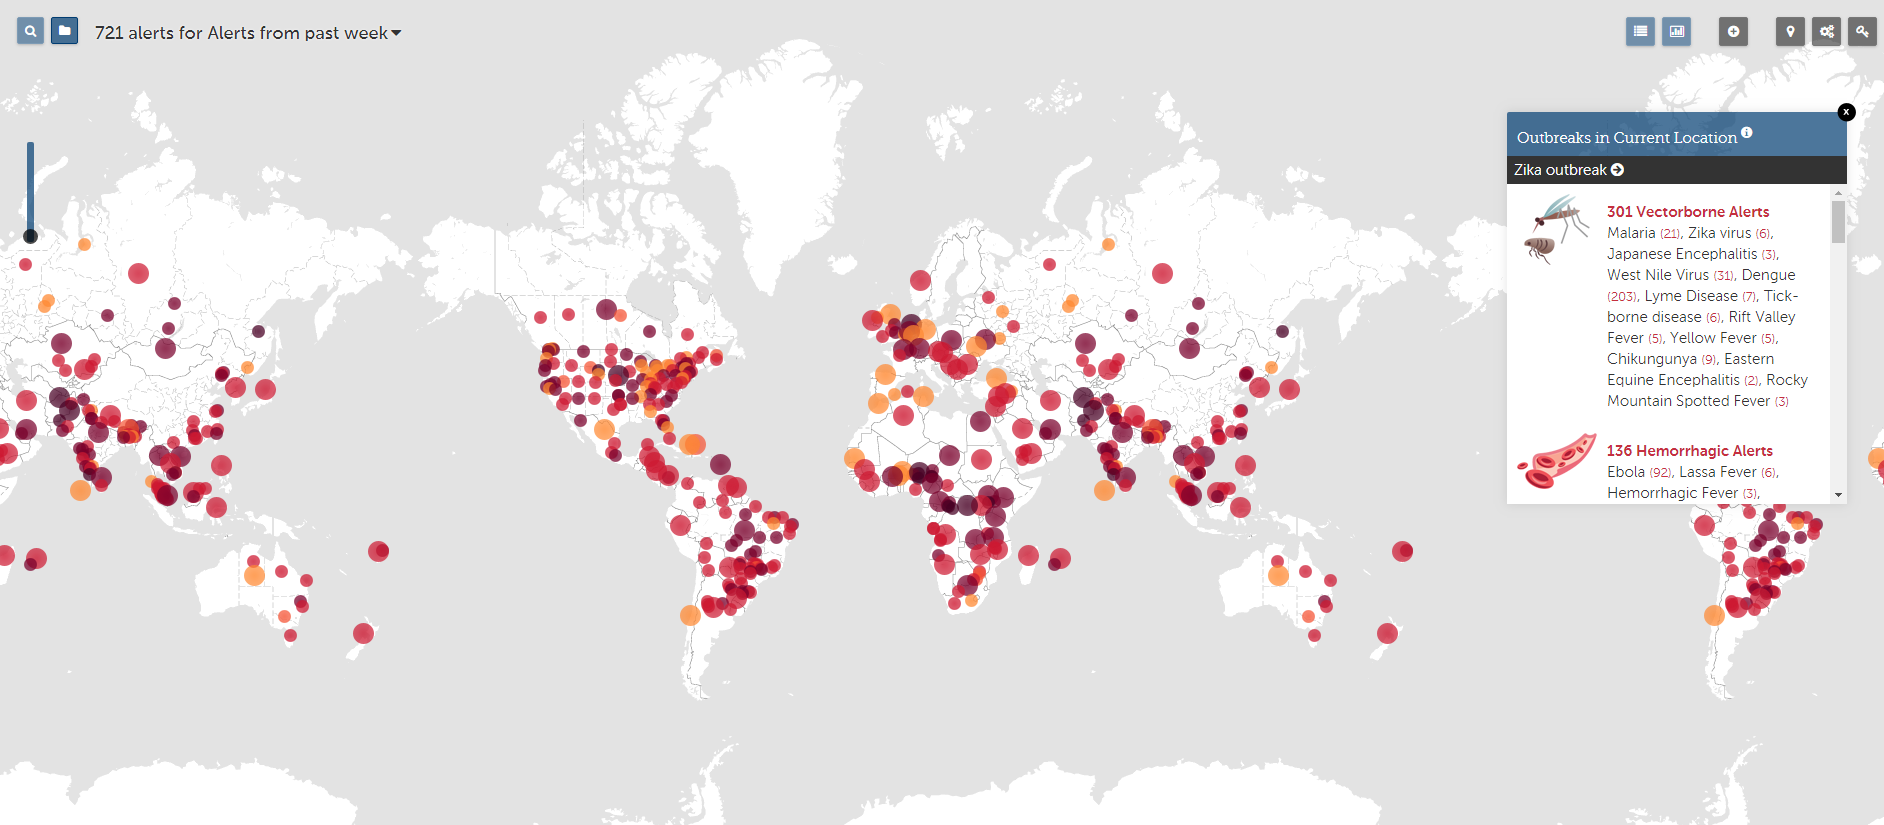 721 alerts for Alerts from past week
x
Outbreaks in Current Location
Zika outbreak
301 Vectorborne Alerts
Malaria (21), Zika virus (6),
Japanese Encephalitis (3),
West Nile Virus (31), Dengue
(203), Lyme Disease (7), Tick-
borne disease (6), Rift Valley
Fever (5), Yellow Fever (5),
Chikungunya (9), Eastern
Equine Encephalitis (2), Rocky
Mountain Spotted Fever (3)
136 Hemorrhagic Alerts
Ebola (92), Lassa Fever (6),
Hemorrhagic Fever (3),